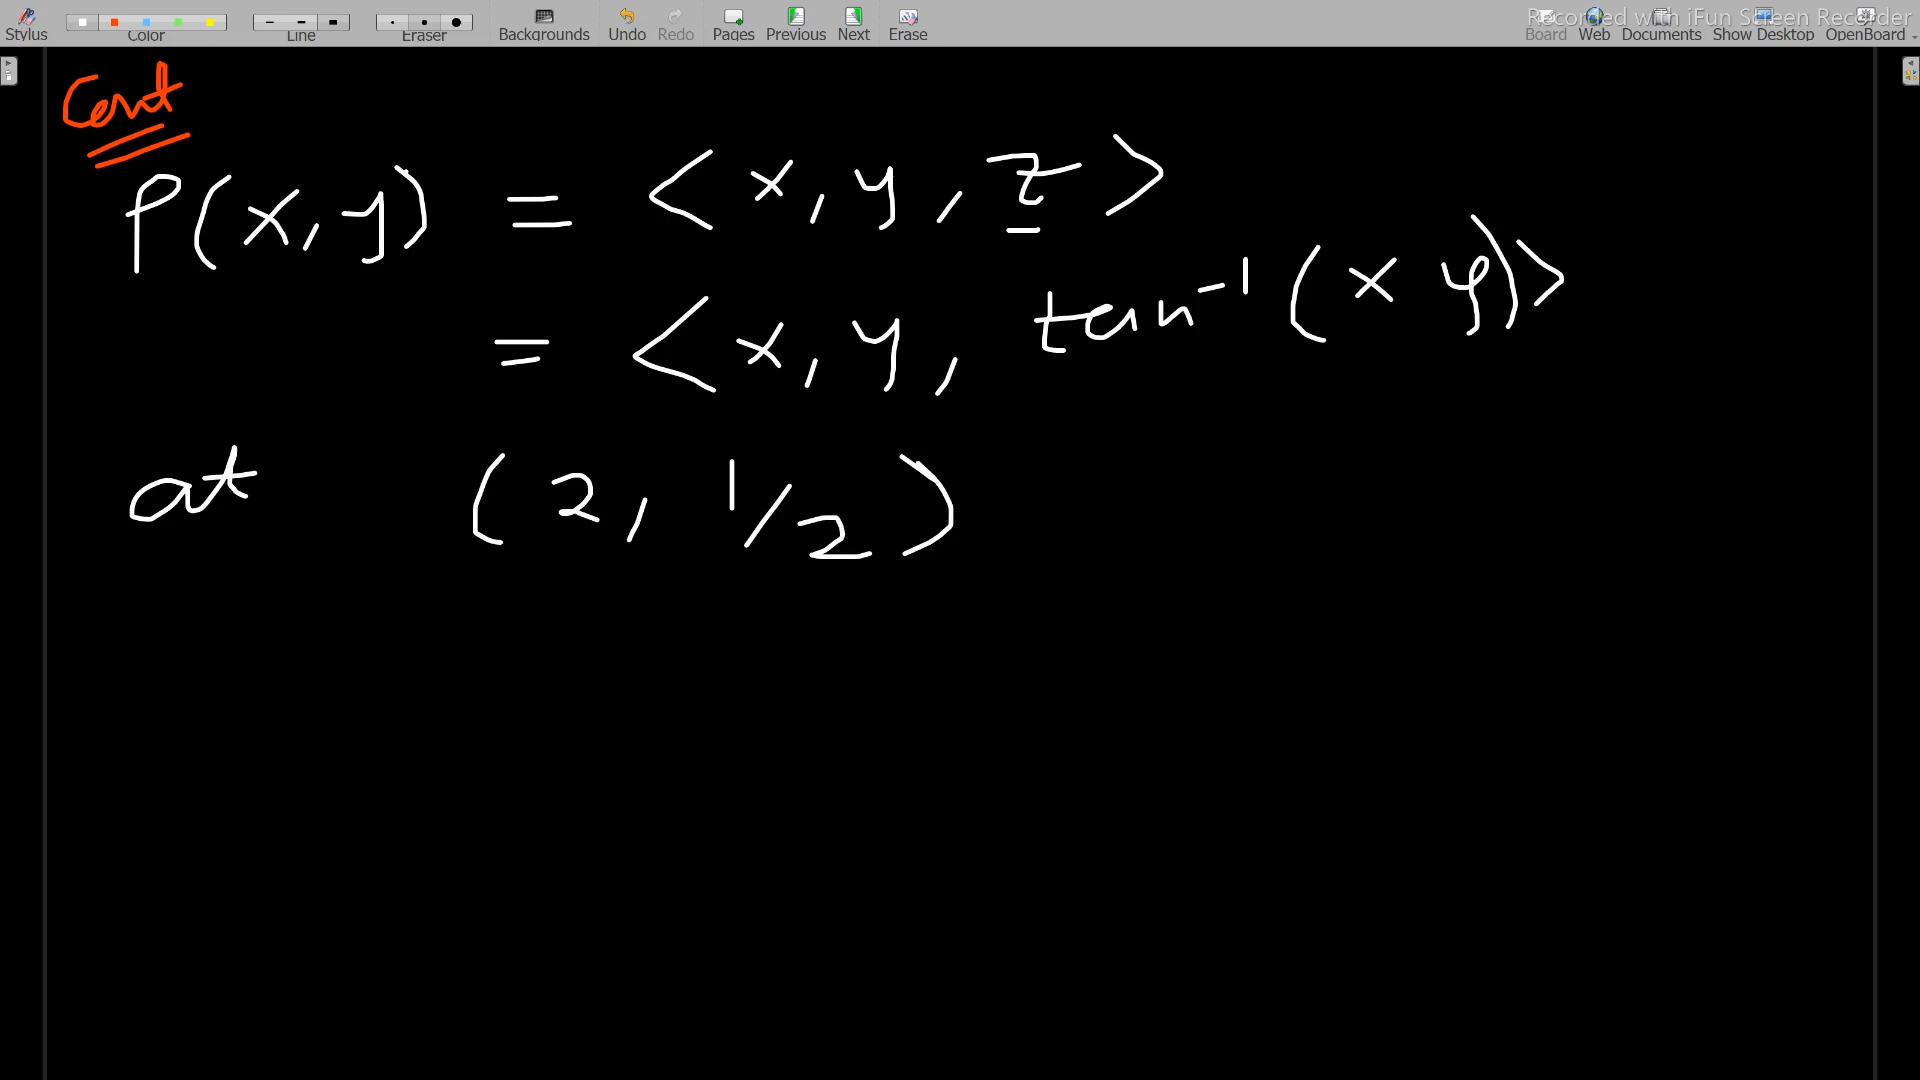 Recorded with iFun Screen Recorder
Stylus Color Line Eraser Backgrounds Undo Redo Pages Previous Next Erase Board Web Documents Show Desktop OpenBoard
Cont
P(x, y) = < x, y, z >
= < x, y, tan⁻¹ (x y) >
at (2, 1/2)